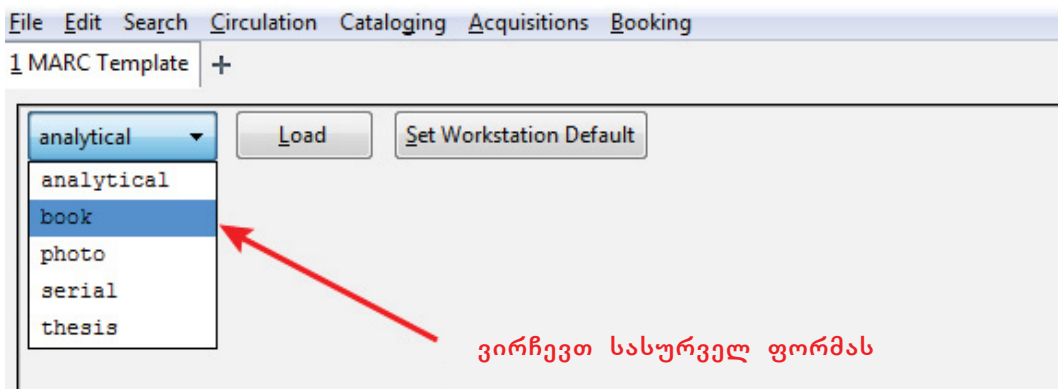 File Edit Search Circulation Cataloging Acquisitions Booking
1 MARC Template +
analytical Load Set Workstation Default
analytical
book
photo
serial
thesis
ვირჩევთ სასურველ ფორმას